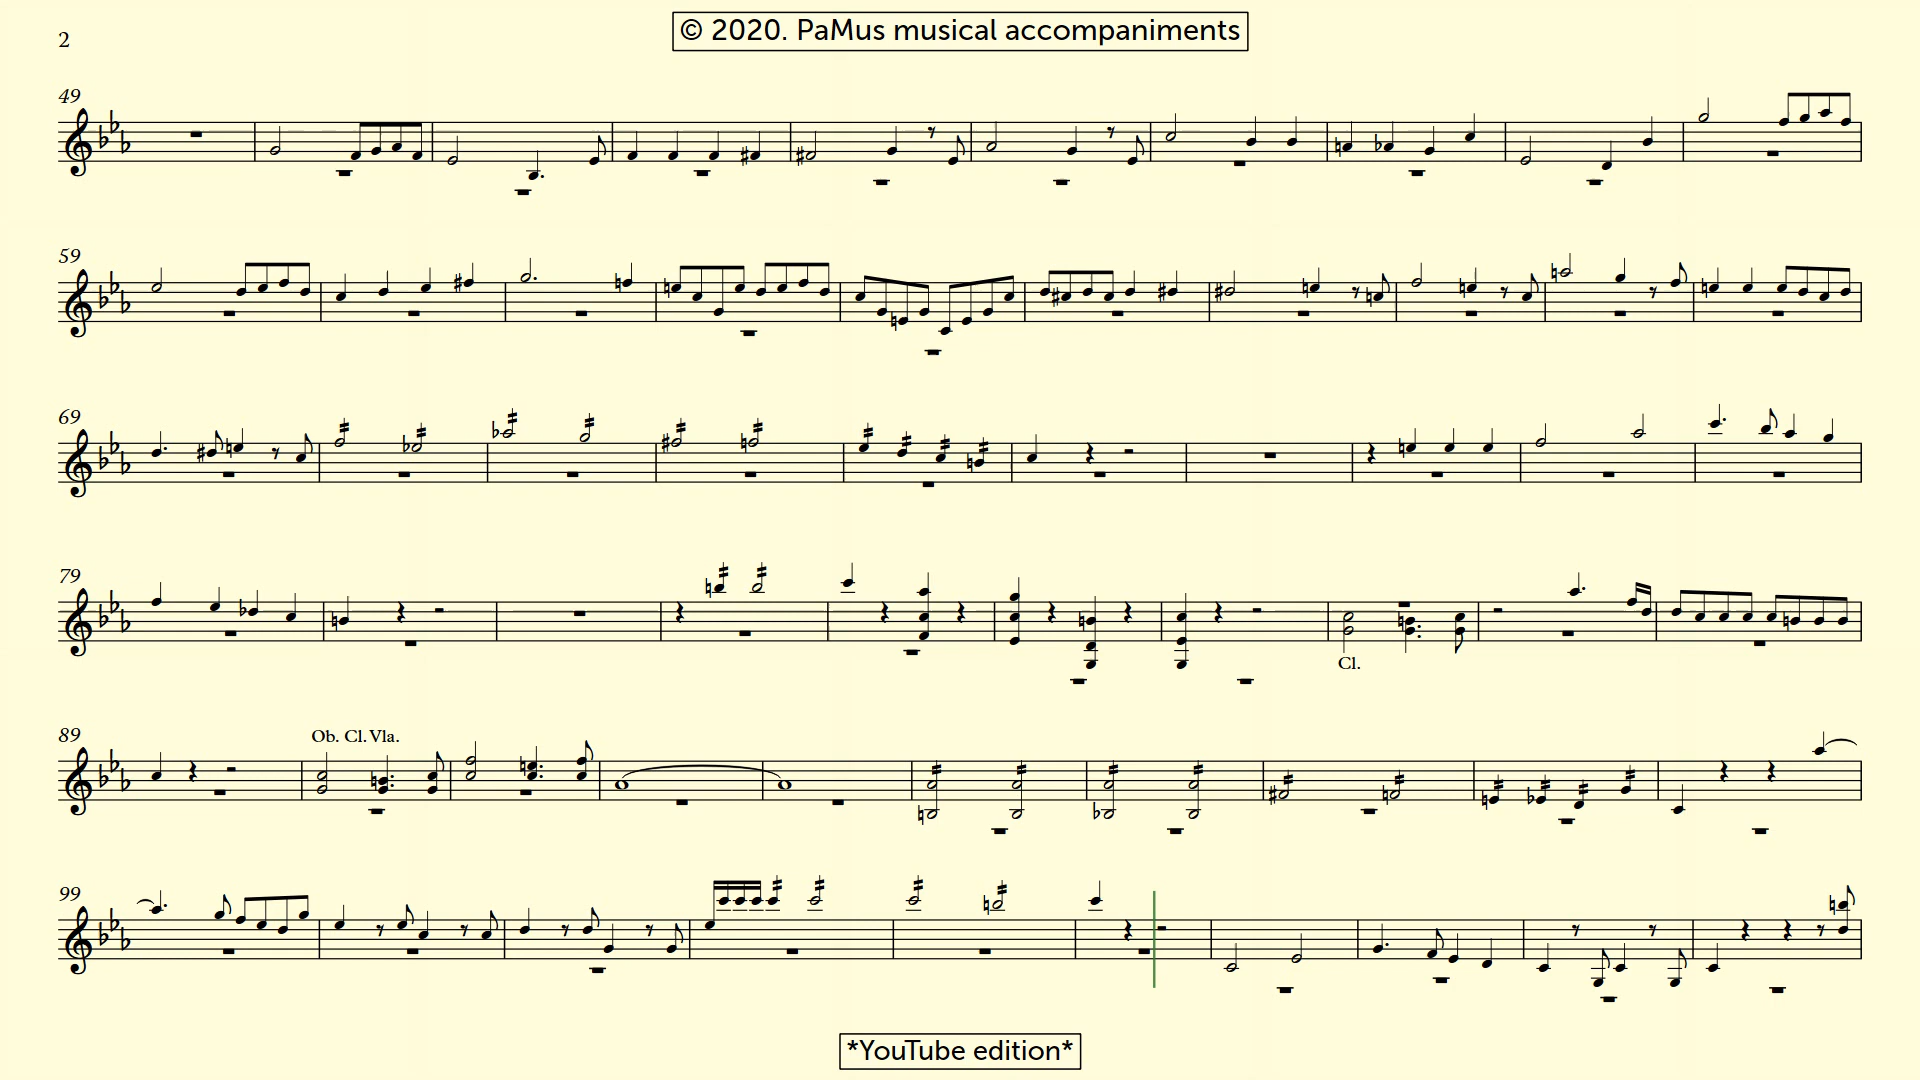 2
© 2020. PaMus musical accompaniments
49
59
69
79
Cl.
89
Ob. Cl. Vla.
99
*YouTube edition*